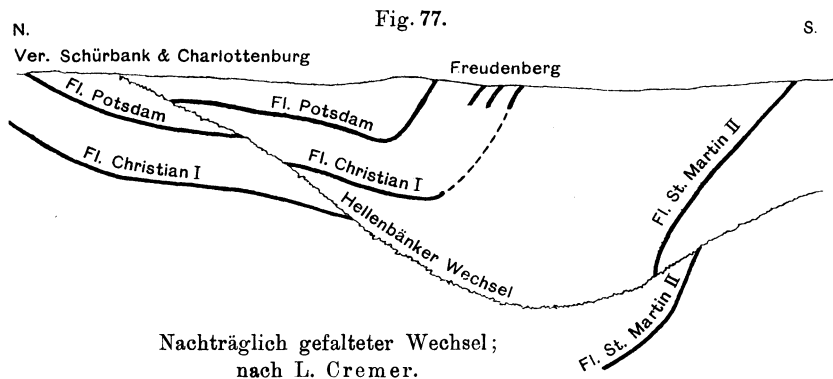 Fig. 77.
N. S.
Ver. Schürbank & Charlottenburg
Freudenberg
Fl. Potsdam
Fl. Potsdam
Fl. Christian I
Fl. Christian I
Hellenbänker Wechsel
Fl. St. Martin II
Fl. St. Martin II
Nachträglich gefalteter Wechsel;
nach L. Cremer.